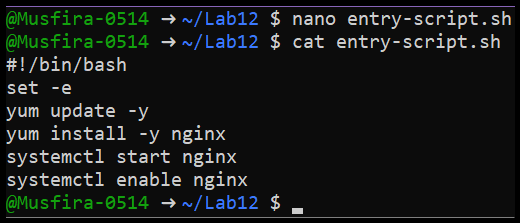 @Musfira-0514 ➜ ~/Lab12 $ nano entry-script.sh
@Musfira-0514 ➜ ~/Lab12 $ cat entry-script.sh
#!/bin/bash
set -e
yum update -y
yum install -y nginx
systemctl start nginx
systemctl enable nginx
@Musfira-0514 ➜ ~/Lab12 $